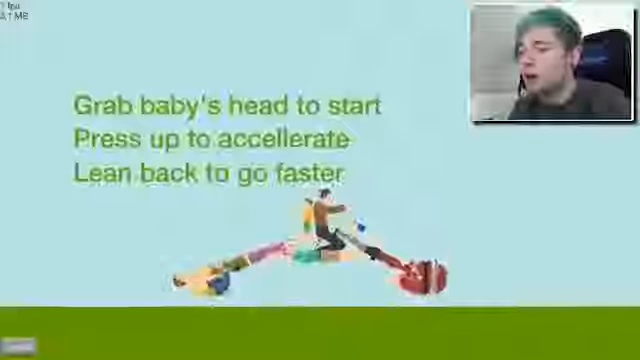 Grab baby's head to start
Press up to accellerate
Lean back to go faster